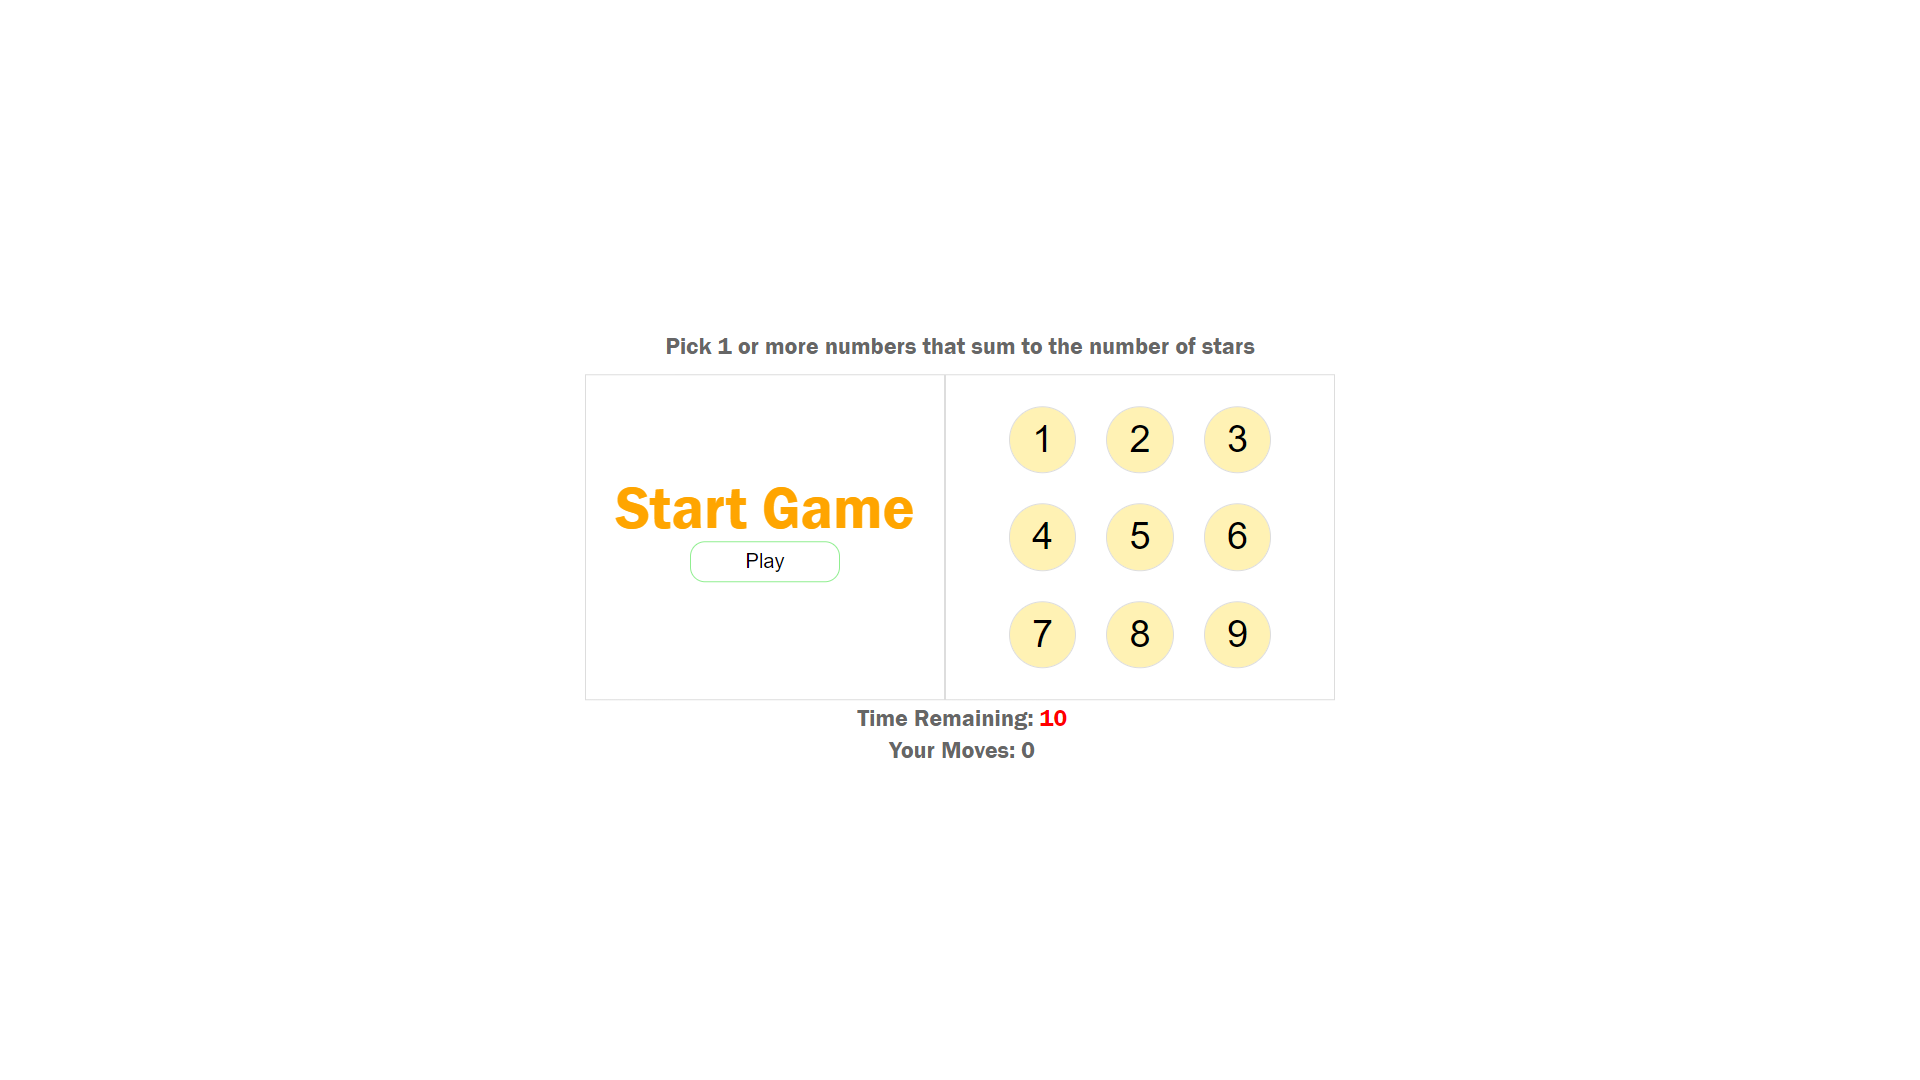 Pick 1 or more numbers that sum to the number of stars
Start Game
Play
1 2 3
4 5 6
7 8 9
Time Remaining: 10
Your Moves: 0